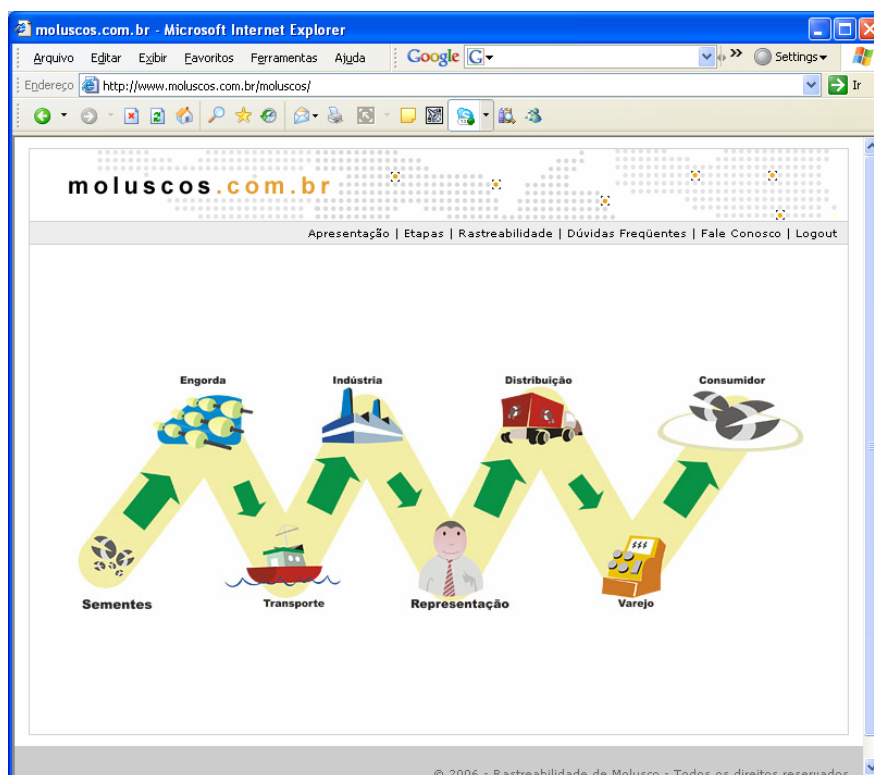 moluscos.com.br - Microsoft Internet Explorer
Arquivo Editar Exibir Favoritos Ferramentas Ajuda Google G Settings
Endereço http://www.moluscos.com.br/moluscos/ Ir
moluscos.com.br
Apresentação | Etapas | Rastreabilidade | Dúvidas Freqüentes | Fale Conosco | Logout
Engorda Indústria Distribuição Consumidor
$$$
Sementes Transporte Representação Varejo
© 2006 - Rastreabilidade de Molusco - Todos os direitos reservados